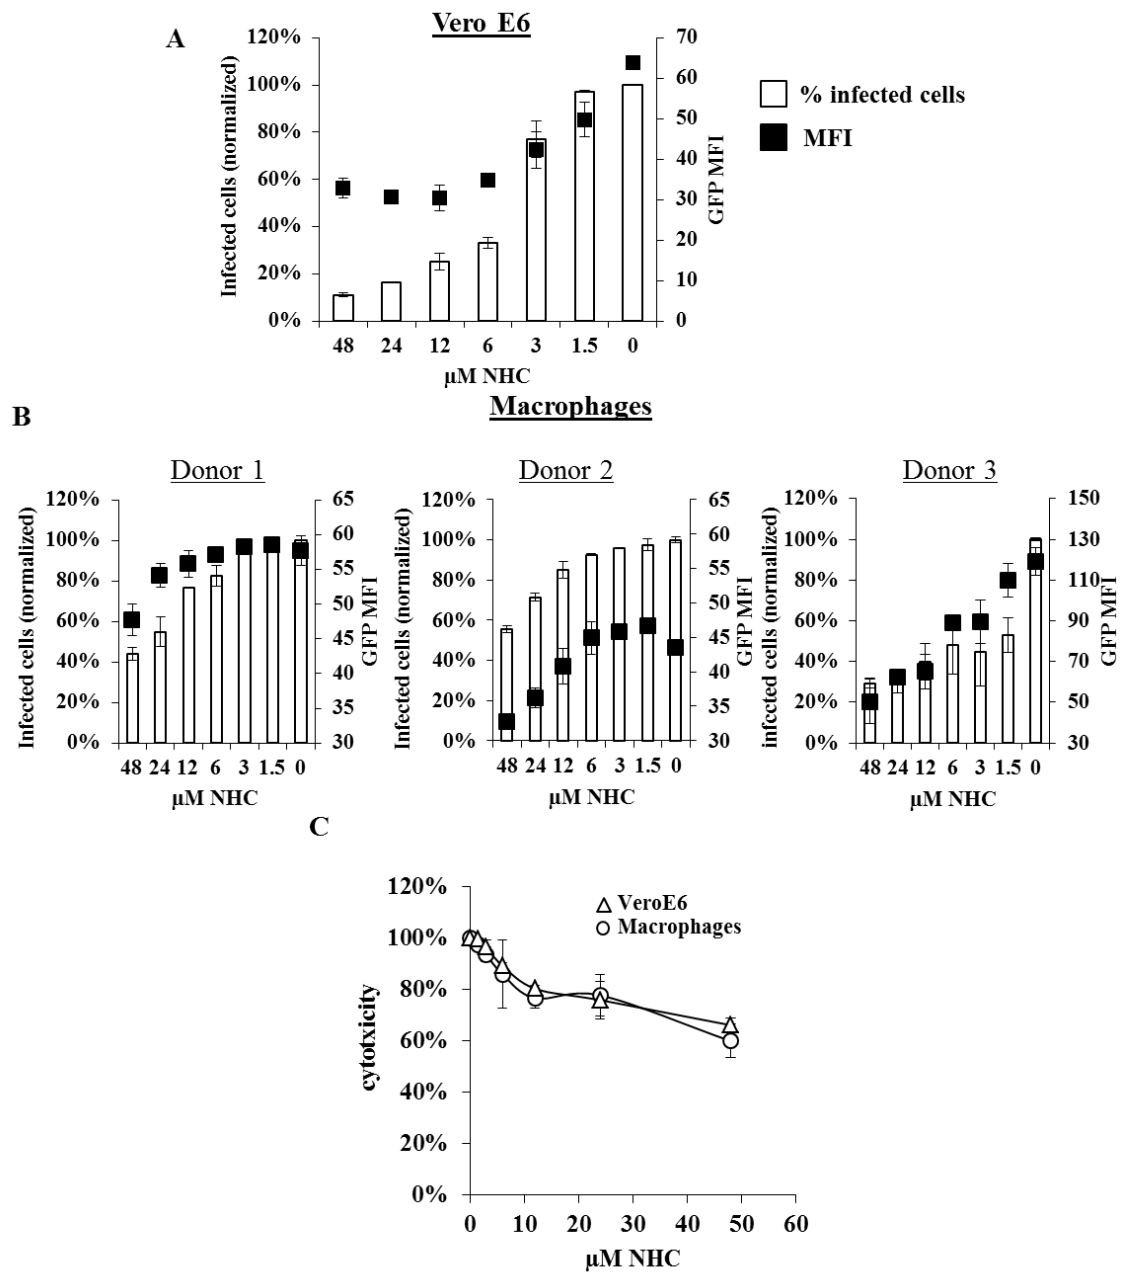 A
Vero E6
120%
100%
80%
60%
40%
20%
0%
Infected cells (normalized)
70
60
50
40
30
20
10
0
GFP MFI
% infected cells
MFI
48 24 12 6 3 1.5 0
µM NHC
B
Macrophages
Donor 1
120%
100%
80%
60%
40%
20%
0%
Infected cells (normalized)
65
60
55
50
45
40
35
30
GFP MFI
48 24 12 6 3 1.5 0
µM NHC
Donor 2
120%
100%
80%
60%
40%
20%
0%
Infected cells (normalized)
65
60
55
50
45
40
35
30
GFP MFI
48 24 12 6 3 1.5 0
µM NHC
Donor 3
120%
100%
80%
60%
40%
20%
0%
infccted cells (normalized)
150
130
110
90
70
50
30
GFP MFI
48 24 12 6 3 1.5 0
µM NHC
C
120%
100%
80%
60%
40%
20%
0%
cytotxicity
VeroE6
Macrophages
0 10 20 30 40 50 60
µM NHC